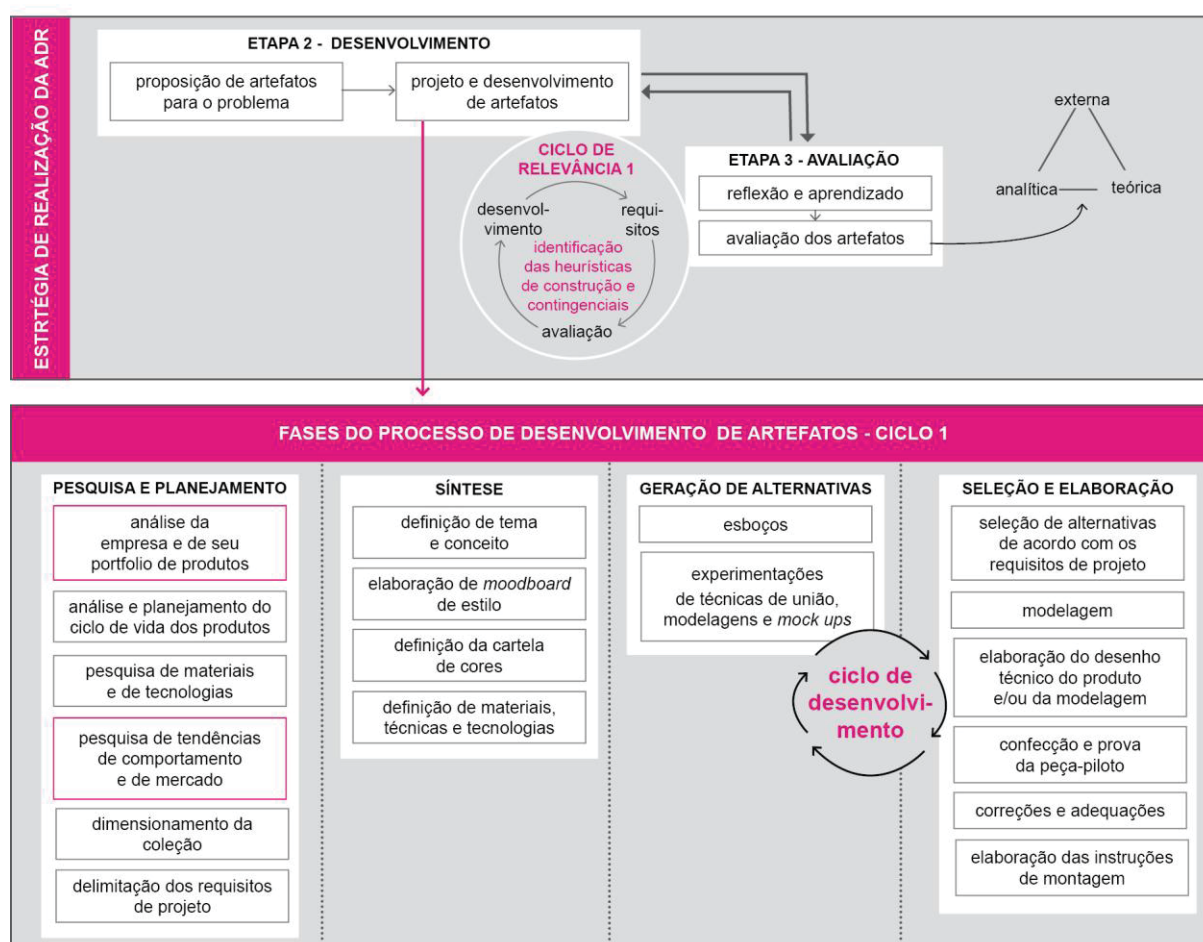 ESTRTÉGIA DE REALIZAÇÃO DA ADR
ETAPA 2 - DESENVOLVIMENTO
proposição de artefatos
para o problema
projeto e desenvolvimento
de artefatos
CICLO DE
RELEVÂNCIA 1
desenvol-
vimento
requi-
sitos
identificação
das heurísticas
de construção e
contingenciais
avaliação
ETAPA 3 - AVALIAÇÃO
reflexão e aprendizado
avaliação dos artefatos
externa
analítica
teórica
FASES DO PROCESSO DE DESENVOLVIMENTO DE ARTEFATOS - CICLO 1
PESQUISA E PLANEJAMENTO
análise da
empresa e de seu
portfolio de produtos
análise e planejamento do
ciclo de vida dos produtos
pesquisa de materiais
e de tecnologias
pesquisa de tendências
de comportamento
e de mercado
dimensionamento da
coleção
delimitação dos requisitos
de projeto
SÍNTESE
definição de tema
e conceito
elaboração de moodboard
de estilo
definição da cartela
de cores
definição de materiais,
técnicas e tecnologias
GERAÇÃO DE ALTERNATIVAS
esboços
experimentações
de técnicas de união,
modelagens e mock ups
ciclo de
desenvolvi-
mento
SELEÇÃO E ELABORAÇÃO
seleção de alternativas
de acordo com os
requisitos de projeto
modelagem
elaboração do desenho
técnico do produto
e/ou da modelagem
confecção e prova
da peça-piloto
correções e adequações
elaboração das instruções
de montagem